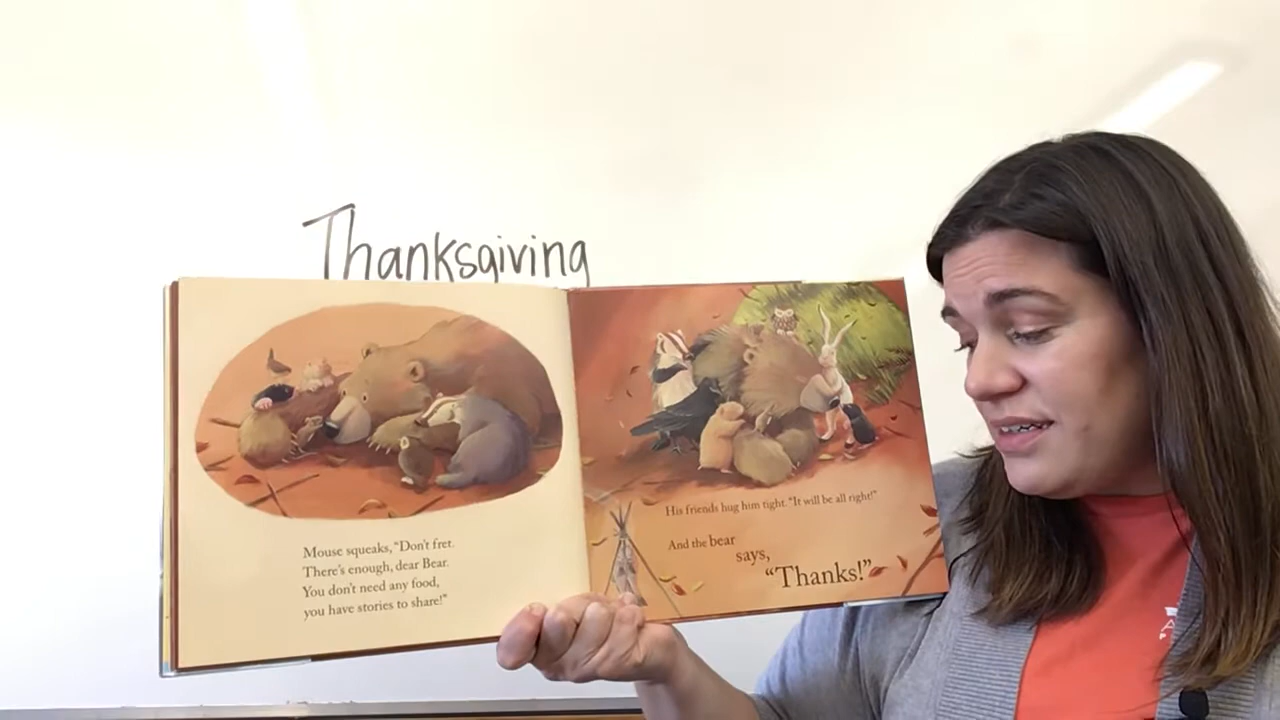 Thanksgiving
Mouse squeaks, “Don’t fret.
There’s enough, dear Bear.
You don’t need any food,
you have stories to share!”
His friends hug him tight. “It will be all right!”
And the bear
says,
“Thanks!”